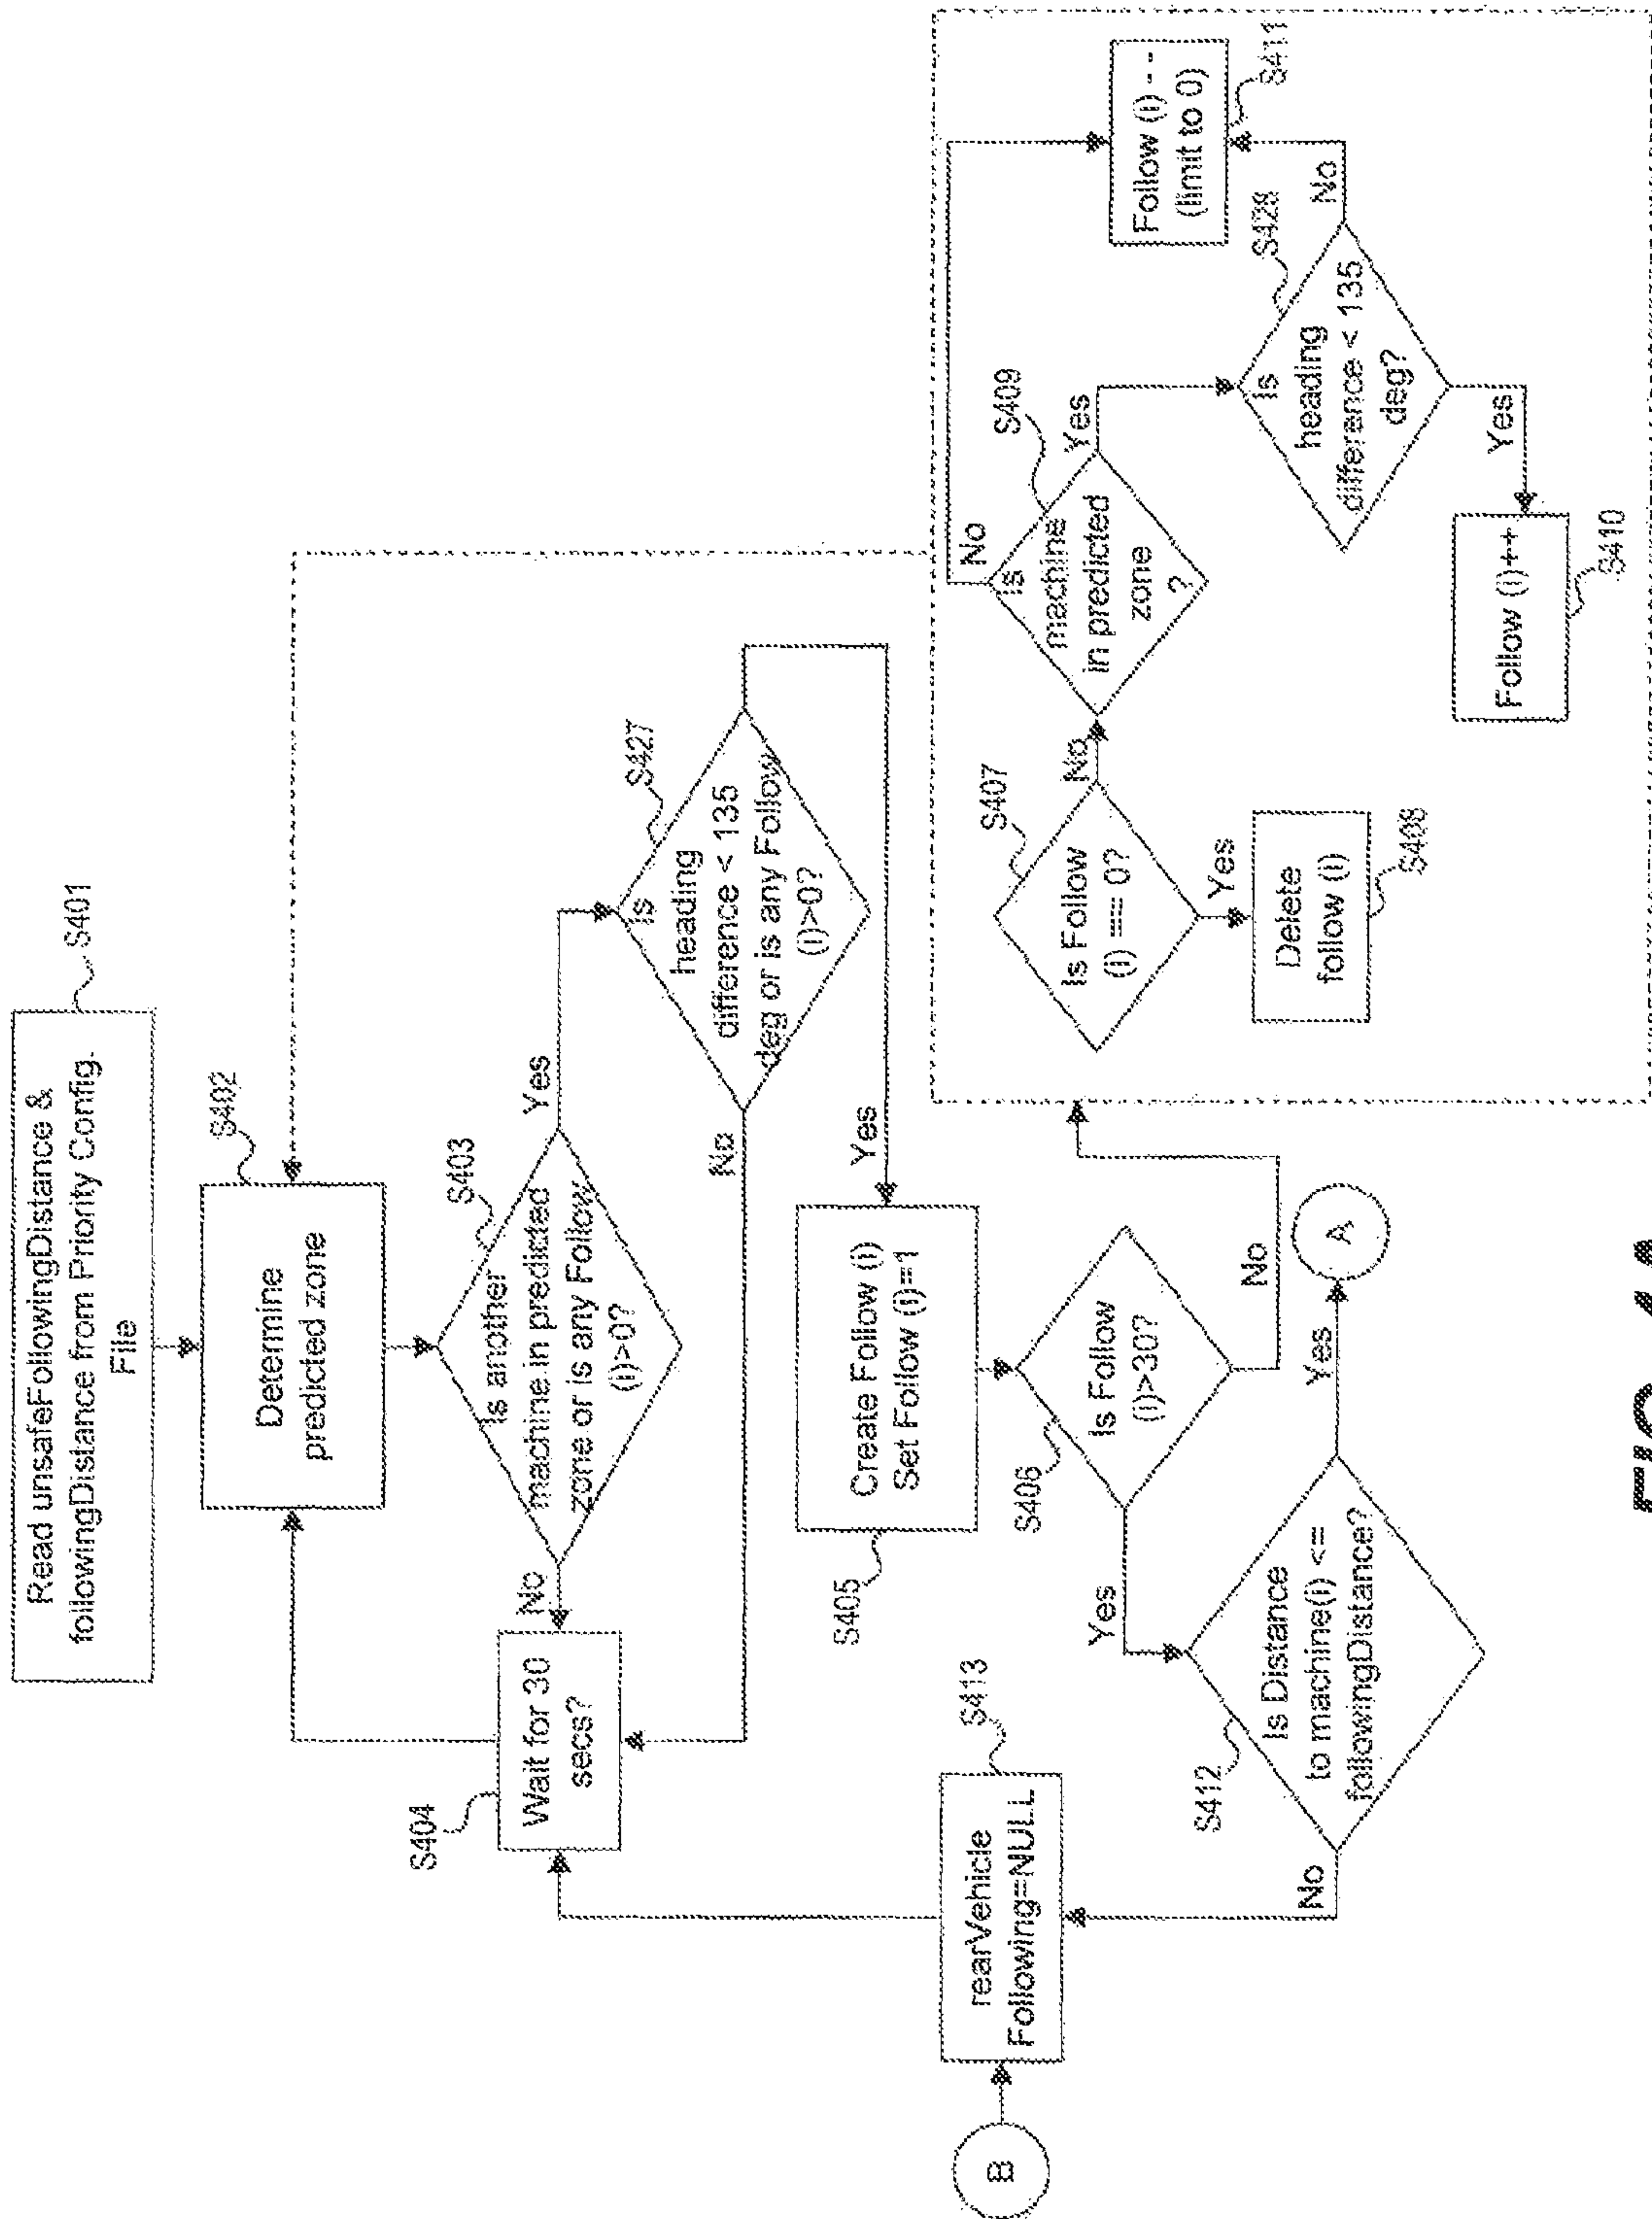 Read unsafeFollowingDistance &
followingDistance from Priority Config.
File
S401
Determine
predicted zone
S402
Is another
machine in predicted
zone or is any Follow
(i)>0?
S403
No
Yes
Wait for 30
secs?
S404
Is
heading
difference < 135
deg or is any Follow
(i)>0?
S427
No
Yes
Create Follow (i)
Set Follow (i)=1
S405
Is Follow
(i)>30?
S406
Yes
No
Is Distance
to machine(i) <=
followingDistance?
S412
No
Yes
A
rearVehicle
Following=NULL
S413
B
Is Follow
(i) == 0?
S407
No
Yes
Delete
follow (i)
S408
Is
machine
in predicted
zone
?
S409
No
Yes
Is
heading
difference < 135
deg?
S428
No
Yes
Follow (i)++
S410
Follow (i) - -
(limit to 0)
S411